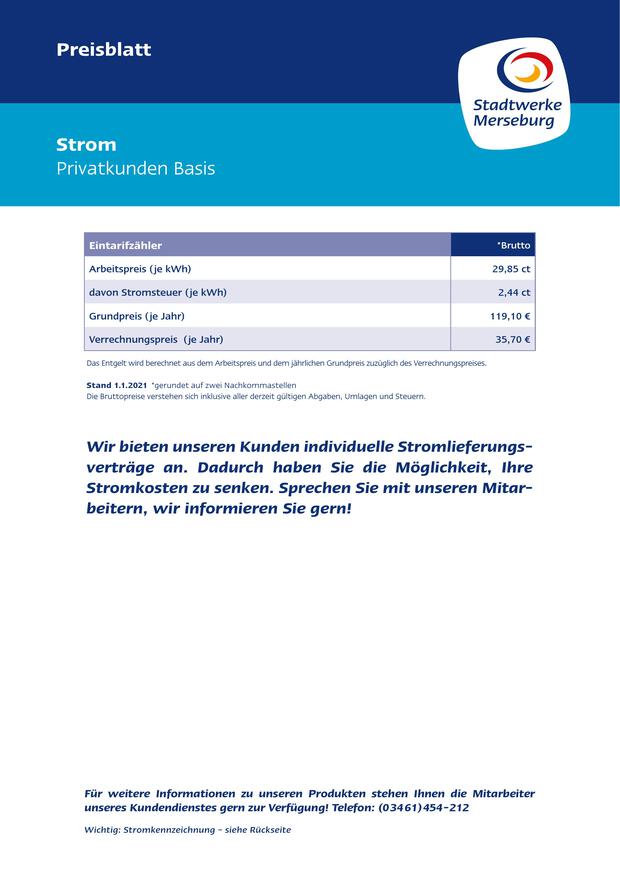 Preisblatt
Stadtwerke
Merseburg
Strom
Privatkunden Basis
Eintarifzähler *Brutto
Arbeitspreis (je kWh) 29,85 ct
davon Stromsteuer (je kWh) 2,44 ct
Grundpreis (je Jahr) 119,10 €
Verrechnungspreis (je Jahr) 35,70 €
Das Entgelt wird berechnet aus dem Arbeitspreis und dem jährlichen Grundpreis zuzüglich des Verrechnungspreises.
Stand 1.1.2021 *gerundet auf zwei Nachkommastellen
Die Bruttopreise verstehen sich inklusive aller derzeit gültigen Abgaben, Umlagen und Steuern.
Wir bieten unseren Kunden individuelle Stromlieferungs-
verträge an. Dadurch haben Sie die Möglichkeit, Ihre
Stromkosten zu senken. Sprechen Sie mit unseren Mitar-
beitern, wir informieren Sie gern!
Für weitere Informationen zu unseren Produkten stehen Ihnen die Mitarbeiter
unseres Kundendienstes gern zur Verfügung! Telefon: (03461) 454-212
Wichtig: Stromkennzeichnung – siehe Rückseite